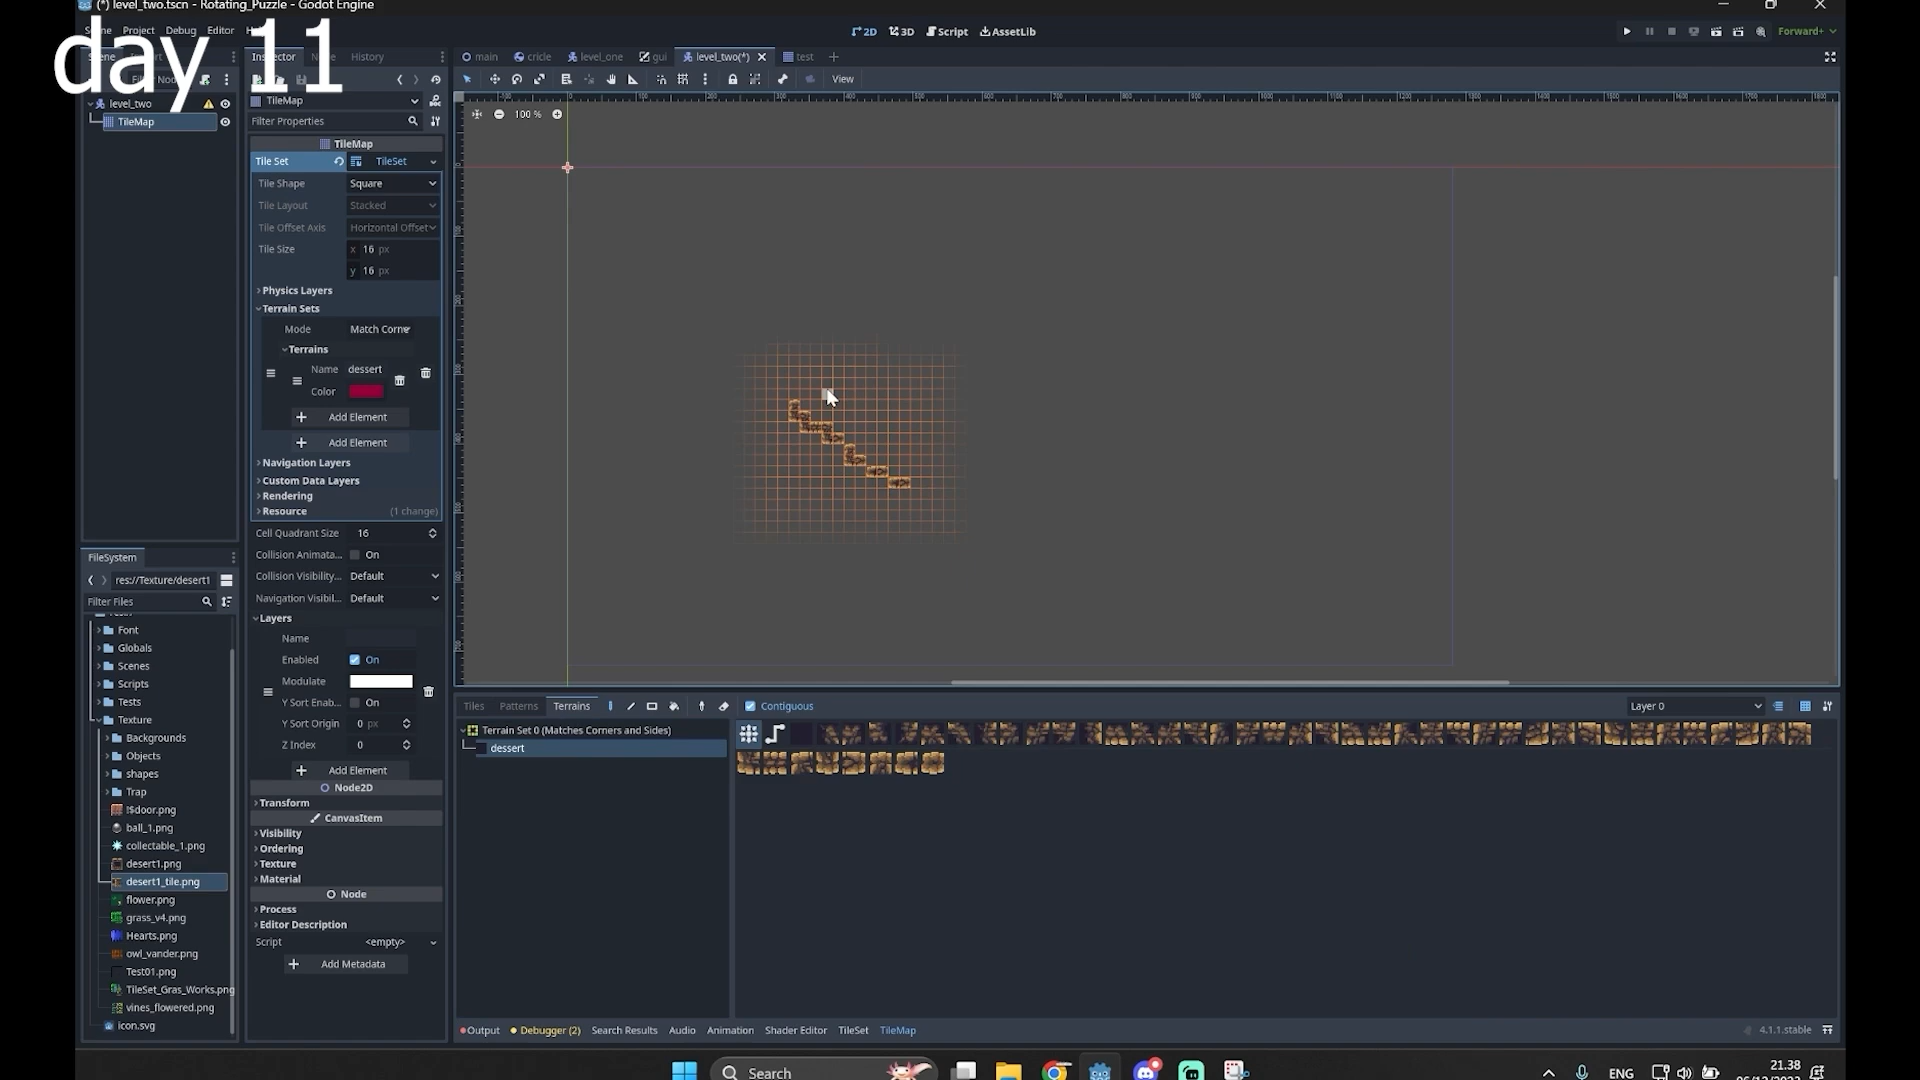 day 11
(*) level_two.tscn - Rotating_Puzzle - Godot Engine
Project Debug Editor
2D 3D Script AssetLib
Forward+
Inspector History
main
cricle
level_one
gui
level_two(*)
test
View
level_two
TileMap
TileMap
Filter Properties
TileMap
Tile Set TileSet
Tile Shape Square
Tile Layout Stacked
Tile Offset Axis Horizontal Offset
Tile Size x 16 px
y 16 px
Physics Layers
Terrain Sets
Mode Match Corne
Terrains
Name dessert
Color
+ Add Element
+ Add Element
Navigation Layers
Custom Data Layers
Rendering
Resource (1 change)
Cell Quadrant Size 16
Collision Animata... On
Collision Visibility... Default
Navigation Visibil... Default
Layers
Name
Enabled On
Modulate
Y Sort Enab... On
Y Sort Origin 0 px
Z Index 0
+ Add Element
Node2D
Transform
CanvasItem
Visibility
Ordering
Texture
Material
Node
Process
Editor Description
Script <empty>
+ Add Metadata
FileSystem
res://Texture/desert1
Filter Files
Font
Globals
Scenes
Scripts
Tests
Texture
Backgrounds
Objects
shapes
Trap
!$door.png
ball_1.png
collectable_1.png
desert1.png
desert1_tile.png
flower.png
grass_v4.png
Hearts.png
owl_vander.png
Test01.png
TileSet_Gras_Works.png
vines_flowered.png
icon.svg
100 %
Tiles Patterns Terrains Contiguous Layer 0
Terrain Set 0 (Matches Corners and Sides)
dessert
Output Debugger (2) Search Results Audio Animation Shader Editor TileSet TileMap 4.1.1.stable
Search
ENG
21.38